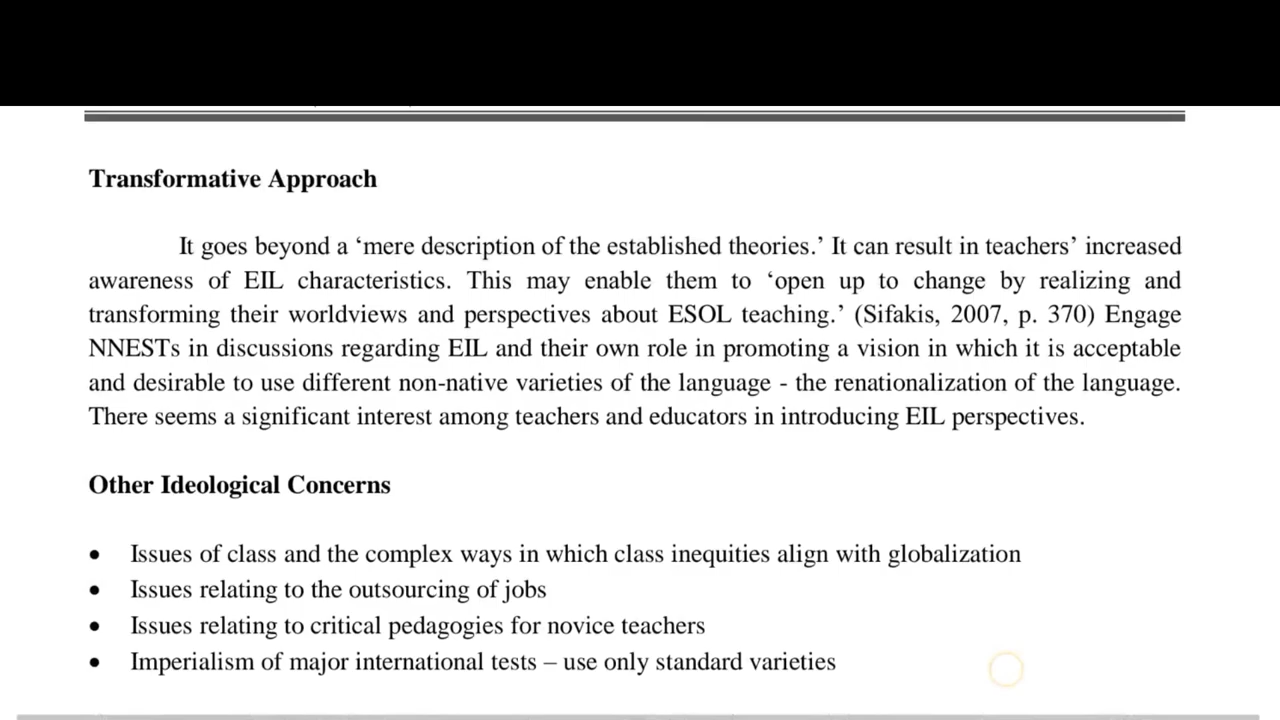 Transformative Approach
It goes beyond a ‘mere description of the established theories.’ It can result in teachers’ increased
awareness of EIL characteristics. This may enable them to ‘open up to change by realizing and
transforming their worldviews and perspectives about ESOL teaching.’ (Sifakis, 2007, p. 370) Engage
NNESTs in discussions regarding EIL and their own role in promoting a vision in which it is acceptable
and desirable to use different non-native varieties of the language - the renationalization of the language.
There seems a significant interest among teachers and educators in introducing EIL perspectives.
Other Ideological Concerns
• Issues of class and the complex ways in which class inequities align with globalization
• Issues relating to the outsourcing of jobs
• Issues relating to critical pedagogies for novice teachers
• Imperialism of major international tests – use only standard varieties